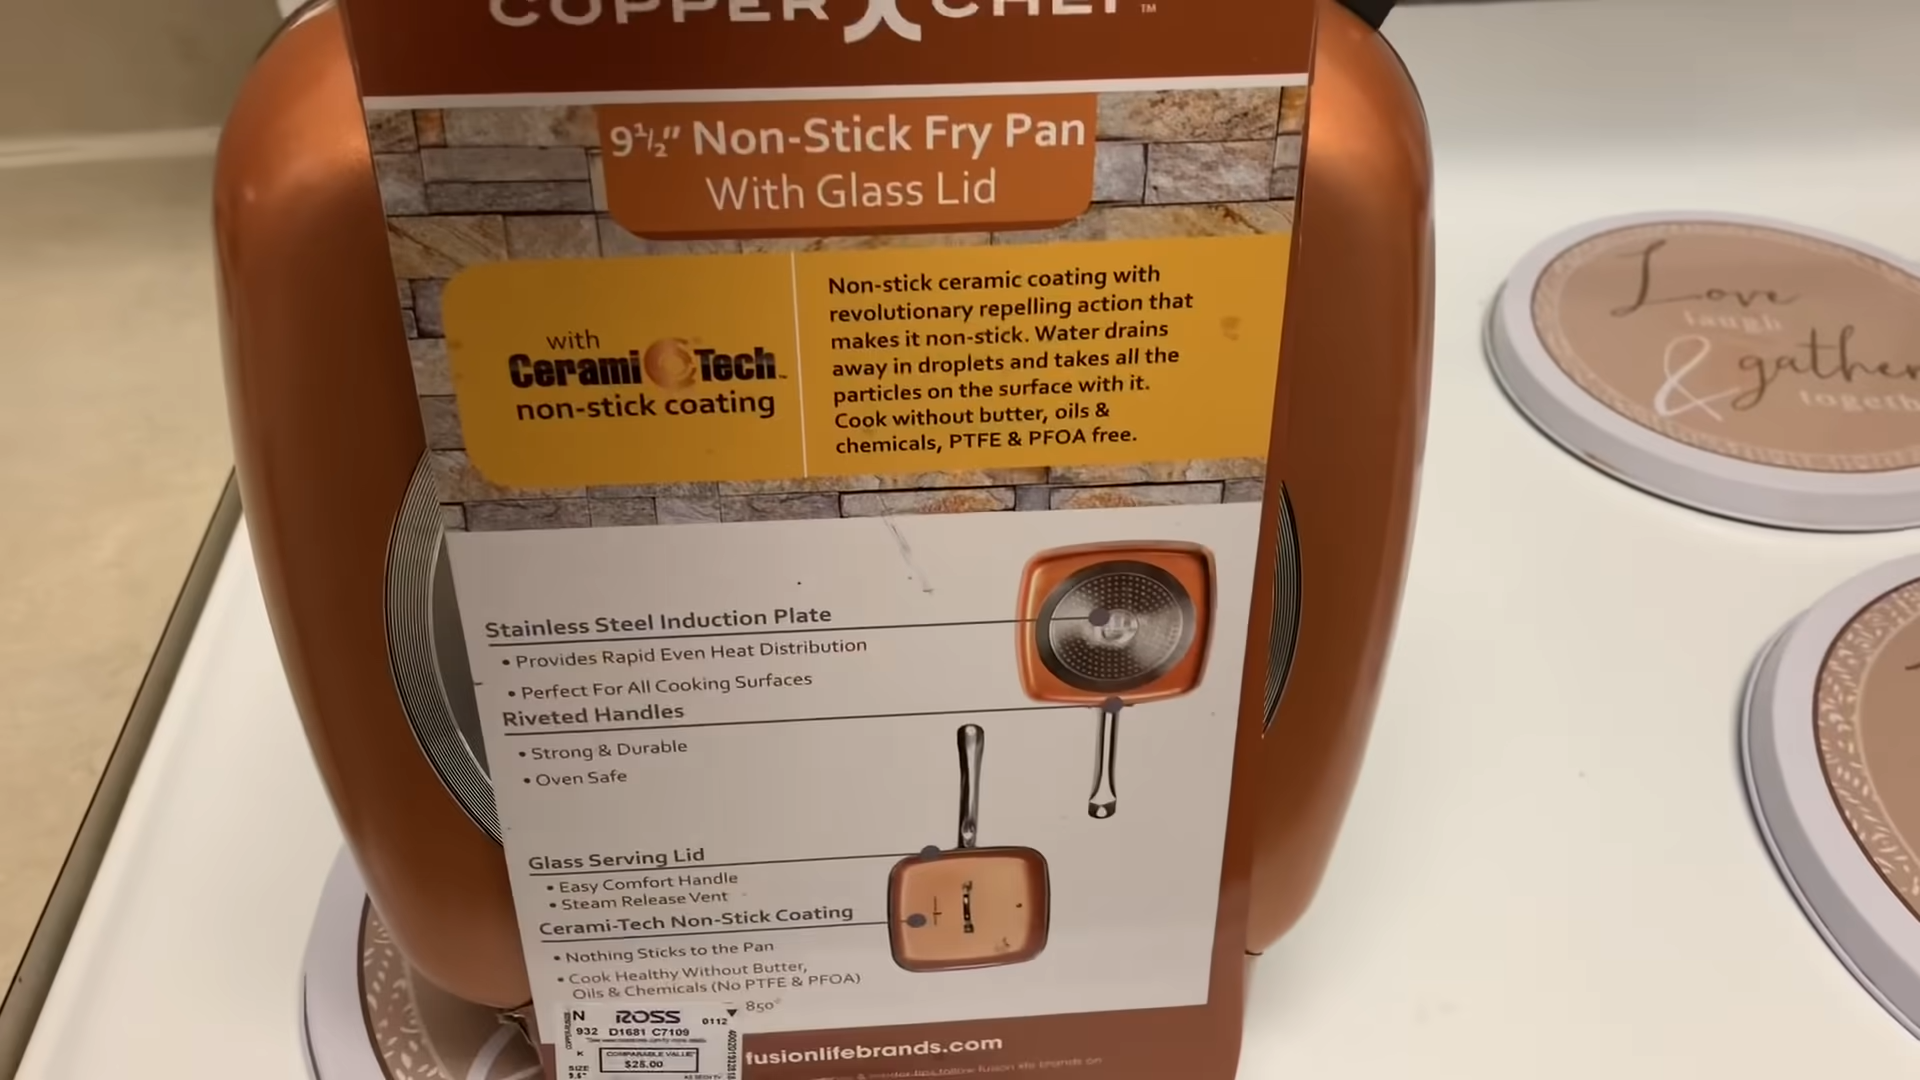 COPPER CHEF™
9½" Non-Stick Fry Pan
With Glass Lid
with
CeramiTech™
non-stick coating
Non-stick ceramic coating with
revolutionary repelling action that
makes it non-stick. Water drains
away in droplets and takes all the
particles on the surface with it.
Cook without butter, oils &
chemicals, PTFE & PFOA free.
Stainless Steel Induction Plate
• Provides Rapid Even Heat Distribution
• Perfect For All Cooking Surfaces
Riveted Handles
• Strong & Durable
• Oven Safe
Glass Serving Lid
• Easy Comfort Handle
• Steam Release Vent
Cerami-Tech Non-Stick Coating
• Nothing Sticks to the Pan
• Cook Healthy Without Butter,
Oils & Chemicals (No PTFE & PFOA)
850°
N ROSS 0112
932 D1681 C7109
K COMPARABLE VALUE*
$25.00
SIZE
fusionlifebrands.com
Love
laugh
& gather